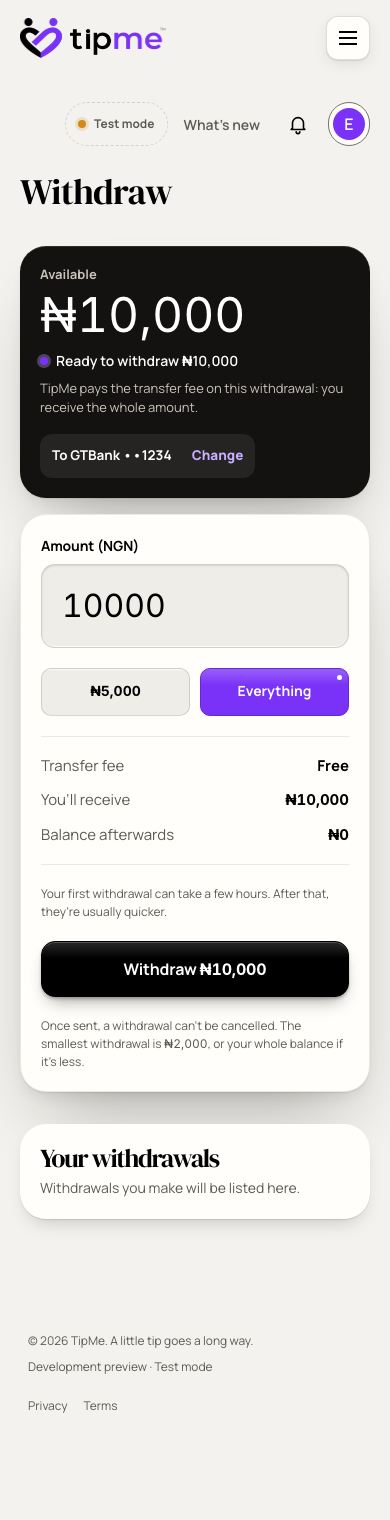 tipme™
Test mode
What's new
E
Withdraw
Available
₦10,000
Ready to withdraw ₦10,000
TipMe pays the transfer fee on this withdrawal: you
receive the whole amount.
To GTBank ••1234 Change
Amount (NGN)
10000
₦5,000
Everything
Transfer fee Free
You'll receive ₦10,000
Balance afterwards ₦0
Your first withdrawal can take a few hours. After that,
they're usually quicker.
Withdraw ₦10,000
Once sent, a withdrawal can't be cancelled. The
smallest withdrawal is ₦2,000, or your whole balance if
it's less.
Your withdrawals
Withdrawals you make will be listed here.
© 2026 TipMe. A little tip goes a long way.
Development preview · Test mode
Privacy Terms